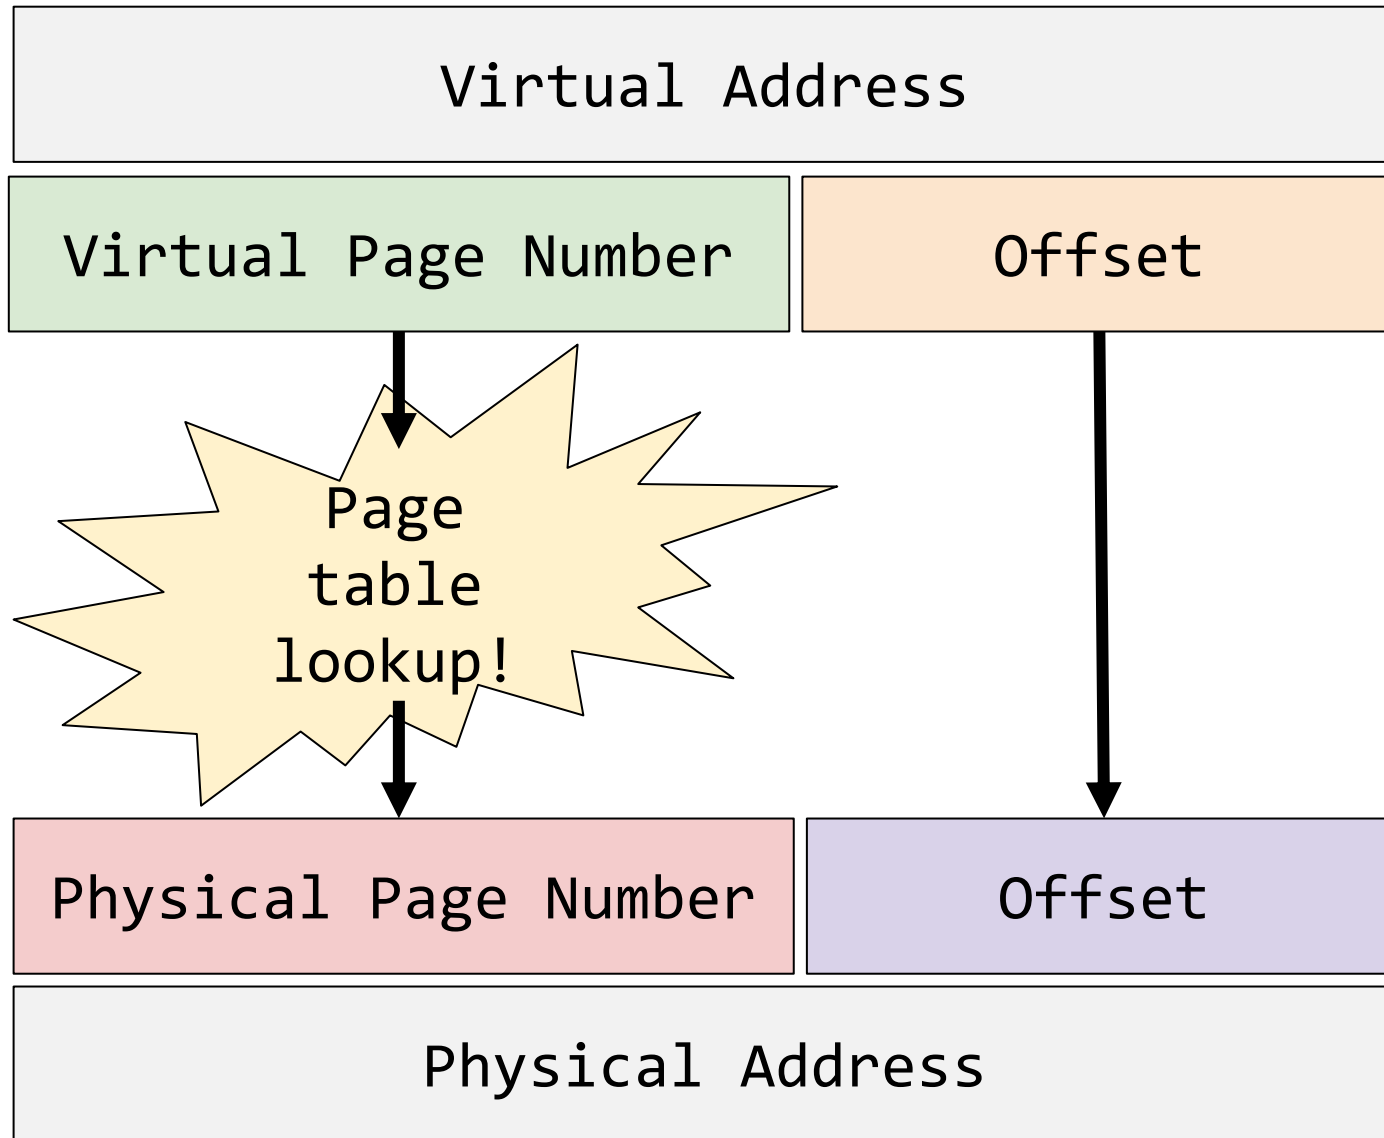 Virtual Address
Virtual Page Number
Offset
Page
table
lookup!
Physical Page Number
Offset
Physical Address